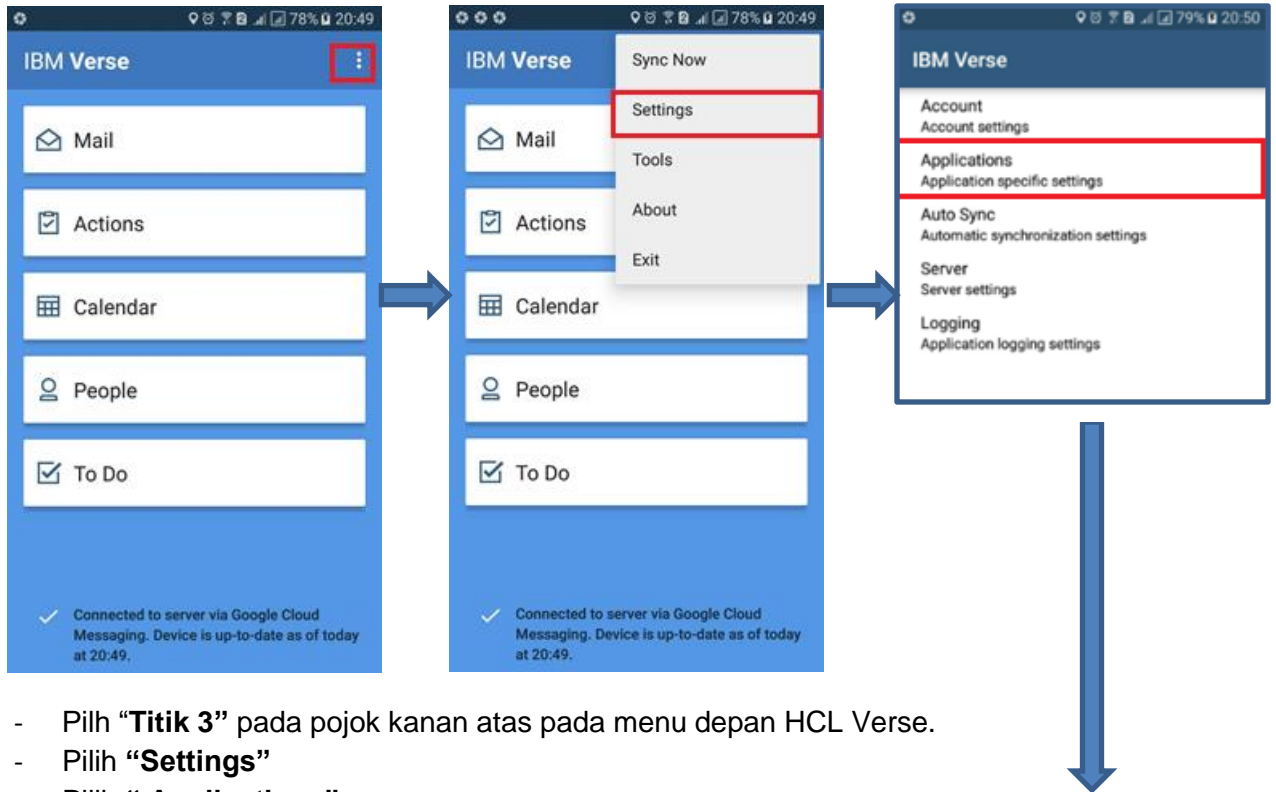 78% 20:49
IBM Verse
Mail
Actions
Calendar
People
To Do
Connected to server via Google Cloud
Messaging. Device is up-to-date as of today
at 20:49.
78% 20:49
IBM Verse
Sync Now
Settings
Tools
About
Exit
Mail
Actions
Calendar
People
To Do
Connected to server via Google Cloud
Messaging. Device is up-to-date as of today
at 20:49.
79% 20:50
IBM Verse
Account
Account settings
Applications
Application specific settings
Auto Sync
Automatic synchronization settings
Server
Server settings
Logging
Application logging settings
- Pilh “Titik 3” pada pojok kanan atas pada menu depan HCL Verse.
- Pilih “Settings”